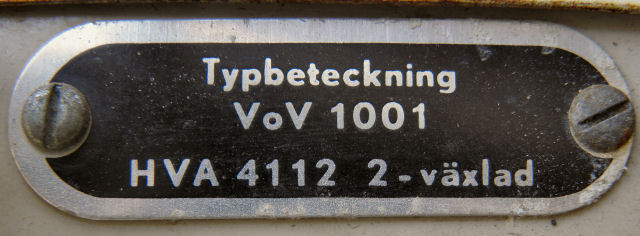 Typbeteckning
VoV 1001
HVA 4112 2-växlad